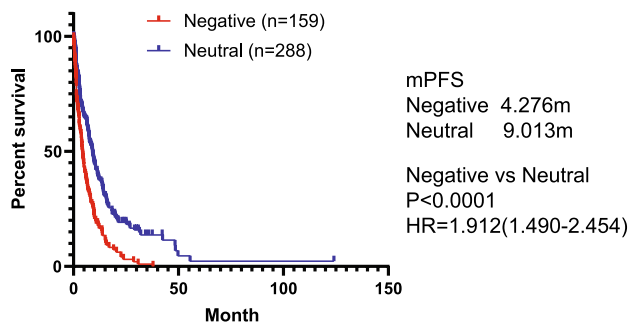 Negative (n=159)
Neutral (n=288)
Percent survival
100
50
0
0 50 100 150
Month
mPFS
Negative 4.276m
Neutral 9.013m
Negative vs Neutral
P<0.0001
HR=1.912(1.490-2.454)